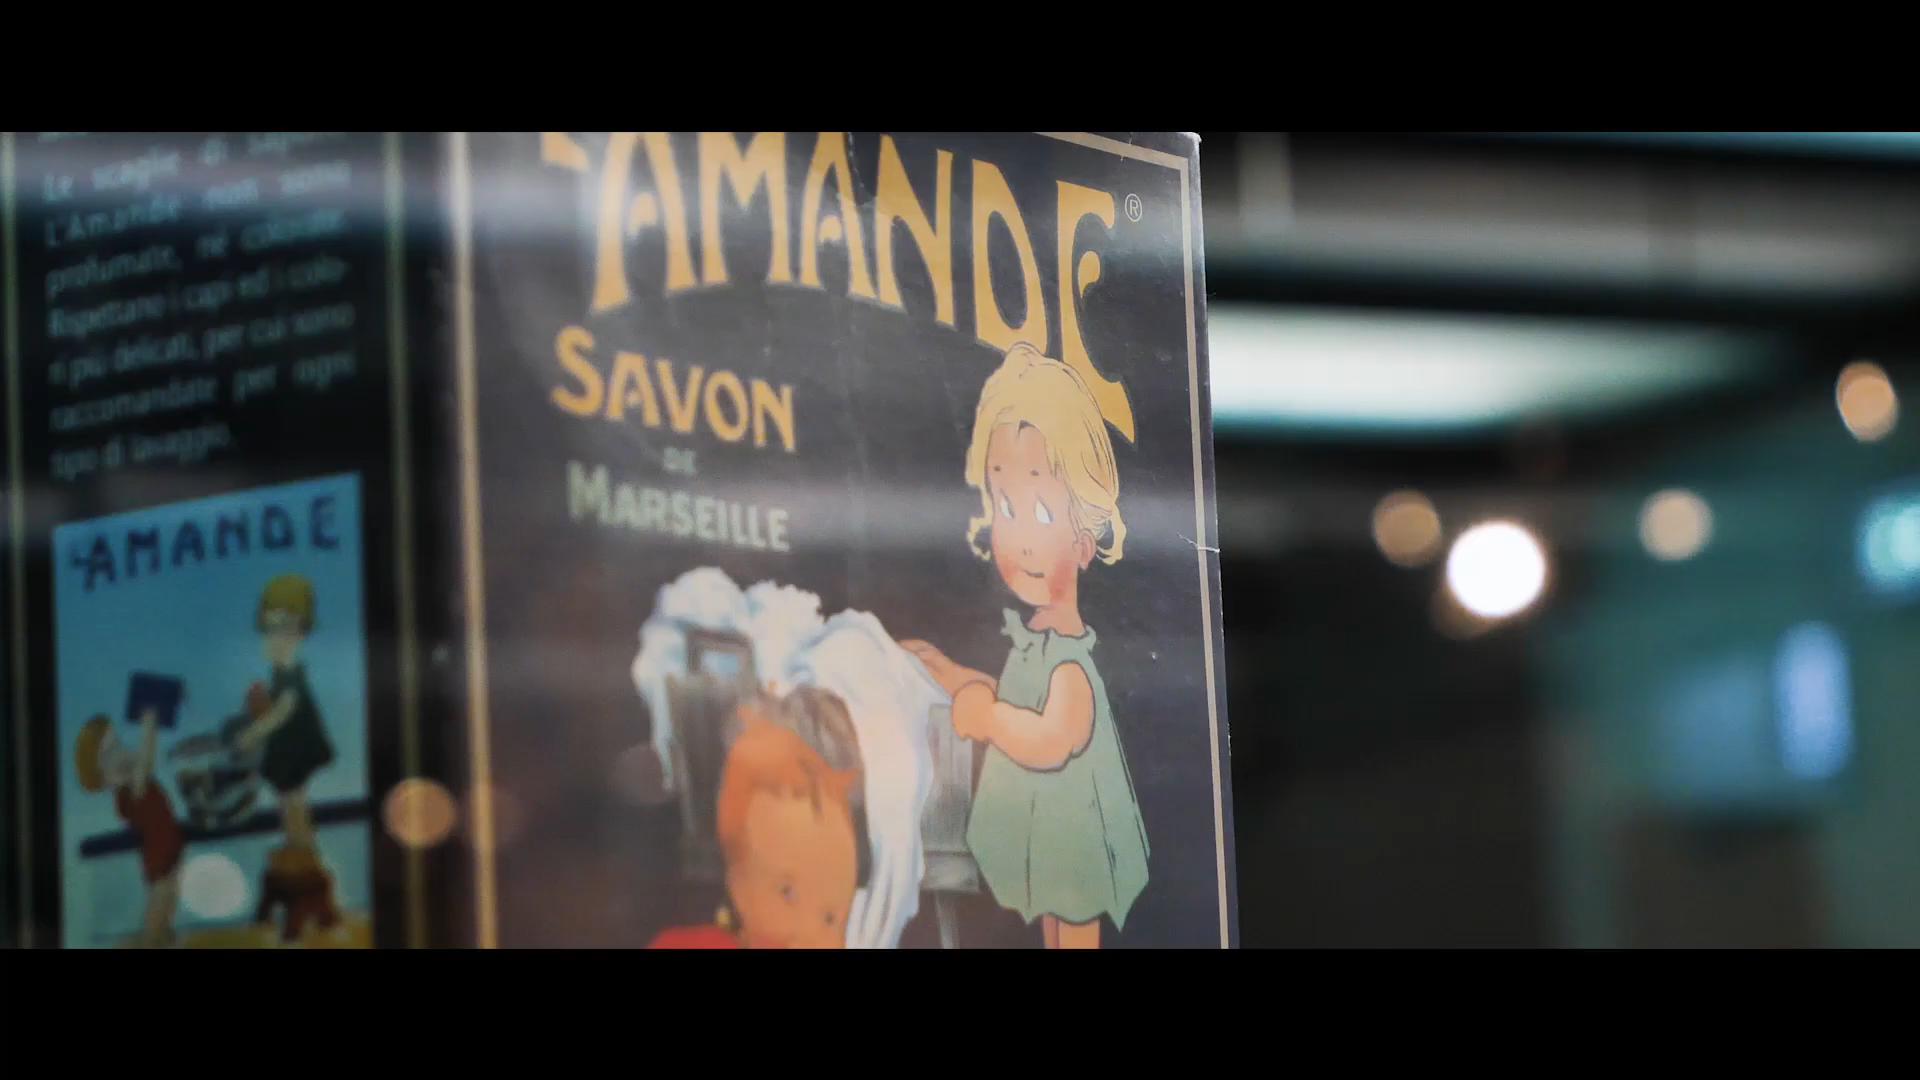 Le scaglie di sapone
L'Amande non sono
profumate, né colorate.
Rispettano i capi ed i colo-
ri più delicati, per cui sono
raccomandate per ogni
tipo di lavaggio.
L'AMANDE
L'AMANDE®
SAVON
DE
MARSEILLE